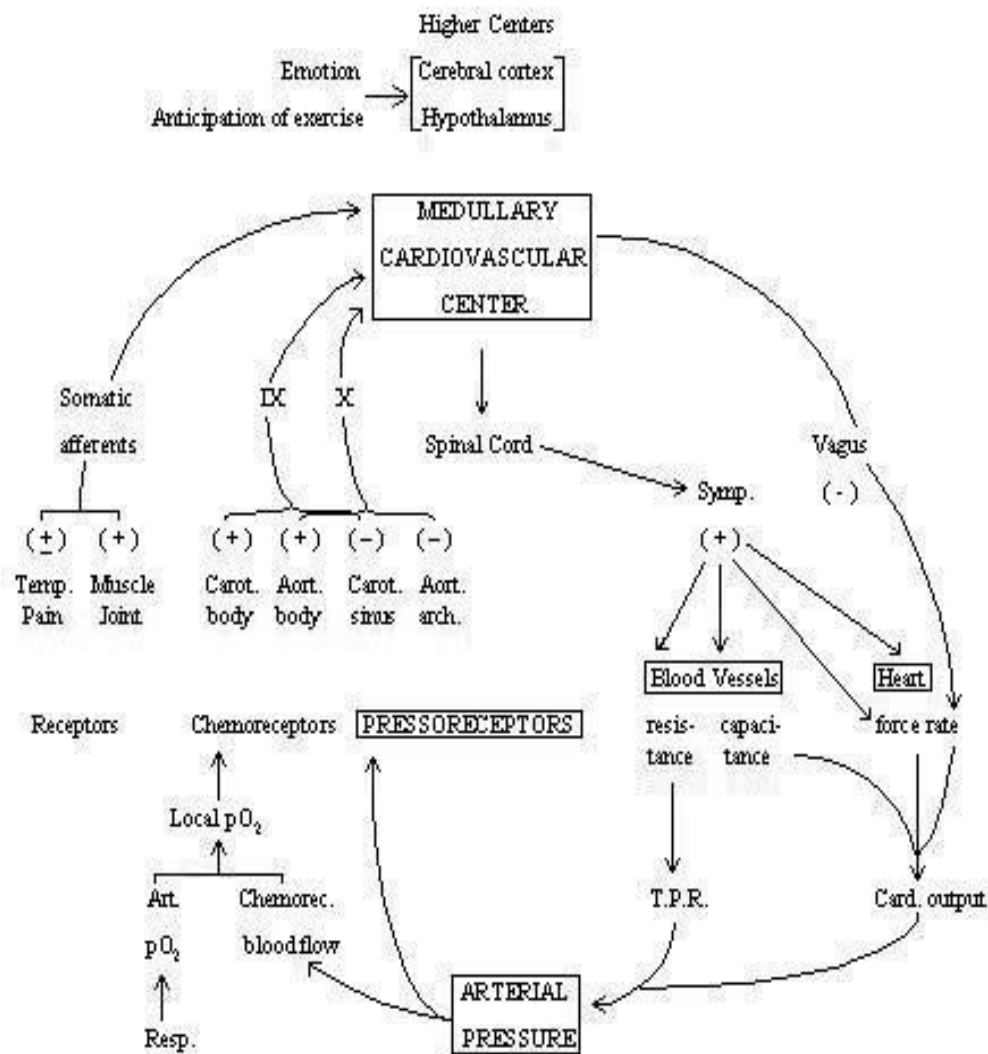 Higher Centers
Emotion
Anticipation of exercise
Cerebral cortex
Hypothalamus
MEDULLARY
CARDIOVASCULAR
CENTER
Somatic
afferents
IX
X
Spinal Cord
Symp.
(+)
Vagus
(-)
(±) (+)
Temp. Muscle
Pain Joint
(+) (+) (-) (-)
Carot. Aort. Carot. Aort.
body body sinus arch.
Blood Vessels
Heart
resis- capaci-
tance tance
force rate
Receptors
Chemoreceptors
PRESSORECEPTORS
Local pO₂
Art.
pO₂
Chemorec.
bloodflow
Resp.
T.P.R.
Card. output
ARTERIAL
PRESSURE